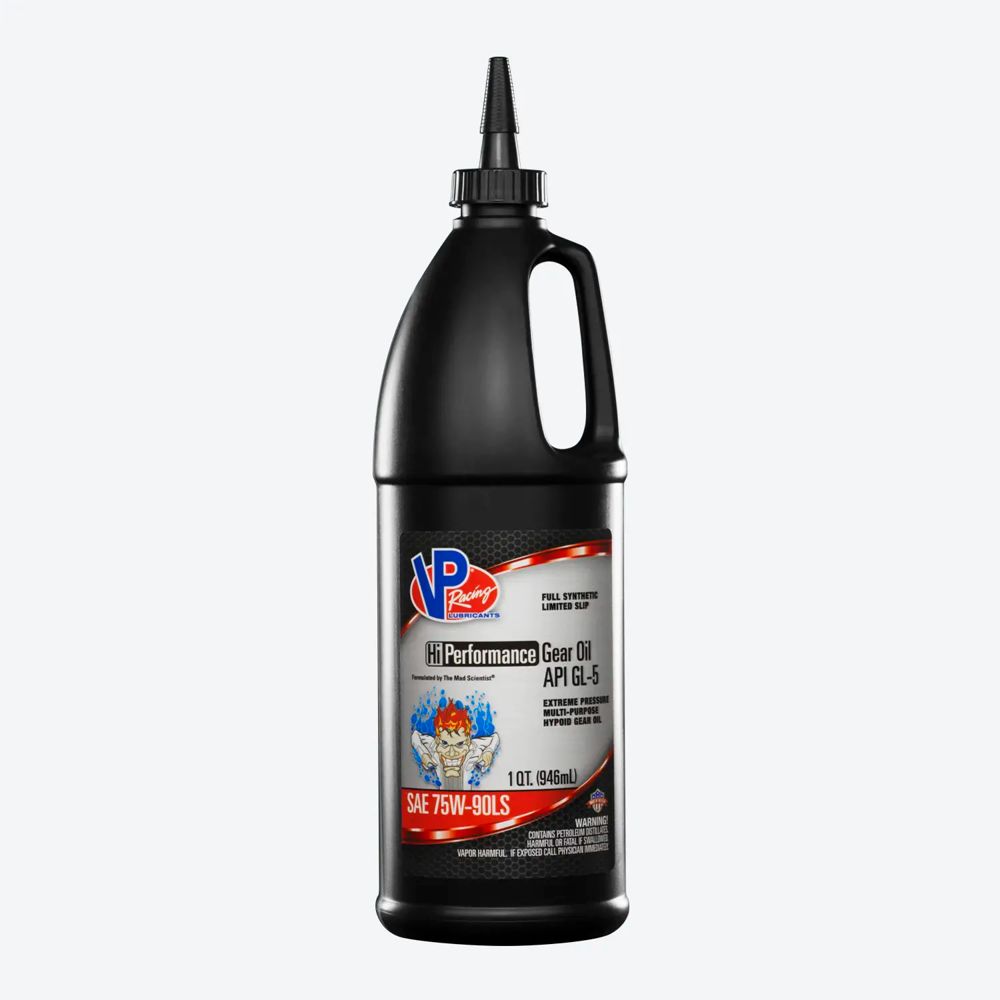 VP
Racing
LUBRICANTS
FULL SYNTHETIC
LIMITED SLIP
Hi Performance Gear Oil
API GL-5
Formulated by The Mad Scientist®
EXTREME PRESSURE
MULTI-PURPOSE
HYPOID GEAR OIL
1 QT. (946mL)
SAE 75W-90LS
WARNING!
CONTAINS PETROLEUM DISTILLATES.
HARMFUL OR FATAL IF SWALLOWED.
VAPOR HARMFUL. IF EXPOSED CALL PHYSICIAN IMMEDIATELY.